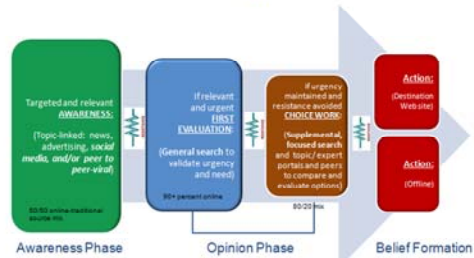 Targeted and relevant
AWARENESS:
(Topic-linked: news,
advertising, social
media, and/or peer to
peer-viral)
50/50 online-traditional
source mix
If relevant
and urgent
FIRST
EVALUATION:
(General search to
validate urgency
and need)
90+ percent online
If urgency
maintained and
resistance avoided
CHOICE WORK:
(Supplemental,
focused search
and topic/expert
portals and peers
to compare and
evaluate options)
80/20 mix
Action:
(Destination
Website)
Action:
(Offline)
Awareness Phase
Opinion Phase
Belief Formation